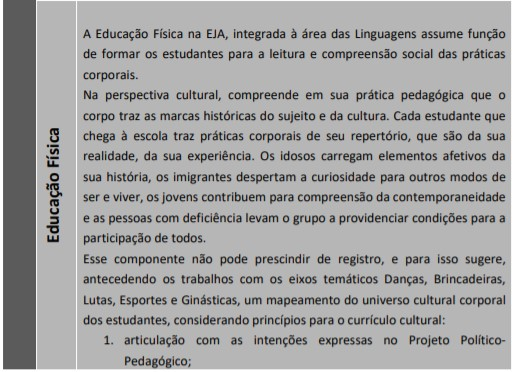 Educação Física
A Educação Física na EJA, integrada à área das Linguagens assume função
de formar os estudantes para a leitura e compreensão social das práticas
corporais.
Na perspectiva cultural, compreende em sua prática pedagógica que o
corpo traz as marcas históricas do sujeito e da cultura. Cada estudante que
chega à escola traz práticas corporais de seu repertório, que são da sua
realidade, da sua experiência. Os idosos carregam elementos afetivos da
sua história, os imigrantes despertam a curiosidade para outros modos de
ser e viver, os jovens contribuem para compreensão da contemporaneidade
e as pessoas com deficiência levam o grupo a providenciar condições para a
participação de todos.
Esse componente não pode prescindir de registro, e para isso sugere,
antecedendo os trabalhos com os eixos temáticos Danças, Brincadeiras,
Lutas, Esportes e Ginásticas, um mapeamento do universo cultural corporal
dos estudantes, considerando princípios para o currículo cultural:
1. articulação com as intenções expressas no Projeto Político-
Pedagógico;